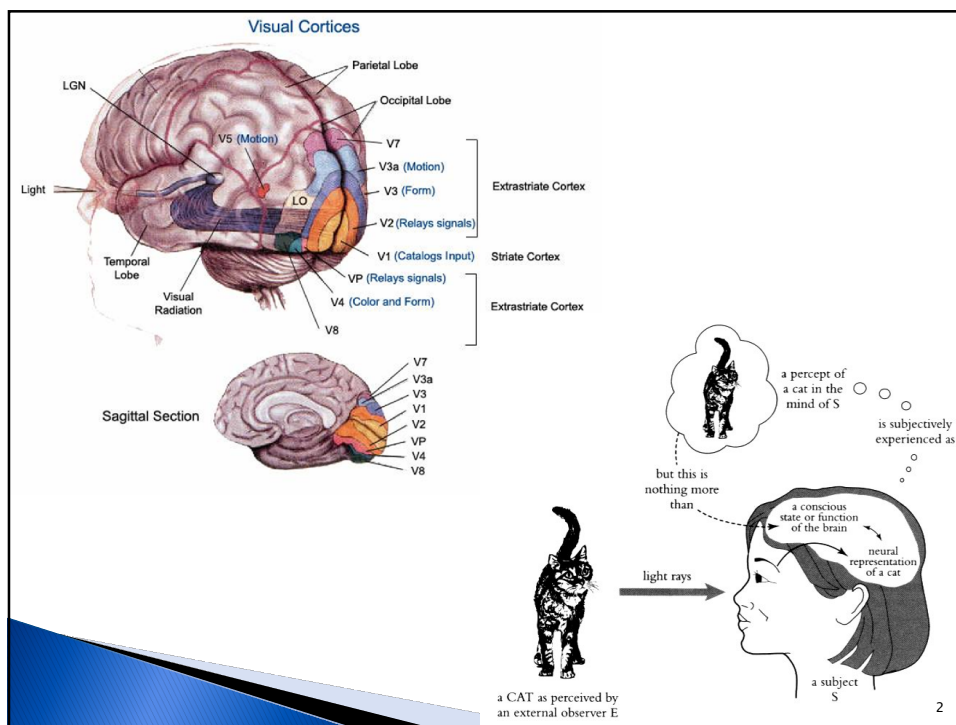 Visual Cortices
Parietal Lobe
LGN
Occipital Lobe
V5 (Motion)
V7
V3a (Motion)
Light
V3 (Form)
Extrastriate Cortex
LO
V2 (Relays signals)
V1 (Catalogs Input)
Striate Cortex
Temporal
Lobe
VP (Relays signals)
Visual
Radiation
V4 (Color and Form)
Extrastriate Cortex
V8
Sagittal Section
V7
V3a
V3
V1
V2
VP
V4
V8
a percept of
a cat in the
mind of S
is subjectively
experienced as
but this is
nothing more
than
a conscious
state or function
of the brain
neural
representation
of a cat
light rays
a subject
S
a CAT as perceived by
an external observer E
2